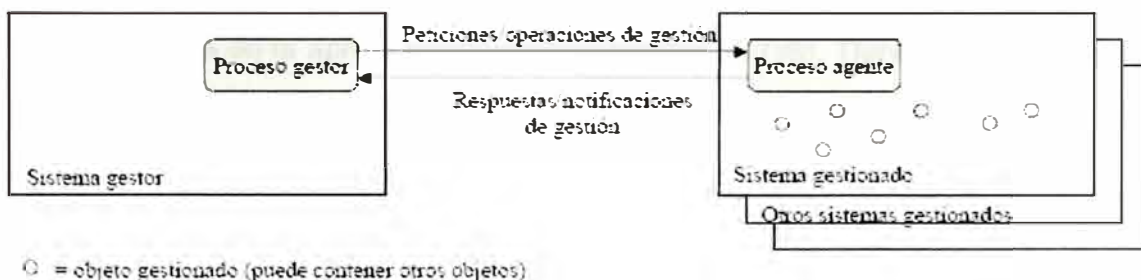 Peticiones/operaciones de gestión
Proceso gestor
Proceso agente
Respuestas/notificaciones
de gestión
Sistema gestor
Sistema gestionado
Otros sistemas gestionados
= objeto gestionado (puede contener otros objetos)